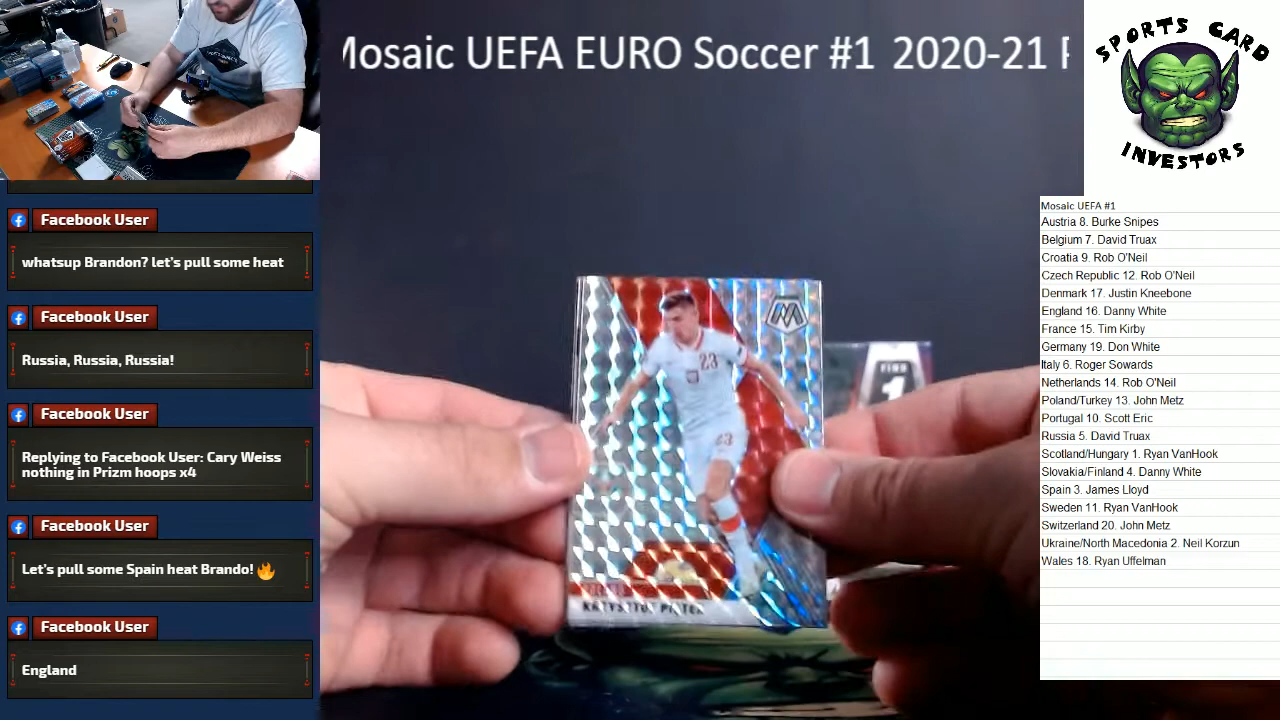 Mosaic UEFA EURO Soccer #1 2020-21
SPORTS CARD
INVESTORS
Facebook User
whatsup Brandon? let's pull some heat
Facebook User
Russia, Russia, Russia!
Facebook User
Replying to Facebook User: Cary Weiss
nothing in Prizm hoops x4
Facebook User
Let's pull some Spain heat Brando! 🔥
Facebook User
England
23
23
KRZYSZTOF PIATEK
1
Mosaic UEFA #1
Austria 8. Burke Snipes
Belgium 7. David Truax
Croatia 9. Rob O'Neil
Czech Republic 12. Rob O'Neil
Denmark 17. Justin Kneebone
England 16. Danny White
France 15. Tim Kirby
Germany 19. Don White
Italy 6. Roger Sowards
Netherlands 14. Rob O'Neil
Poland/Turkey 13. John Metz
Portugal 10. Scott Eric
Russia 5. David Truax
Scotland/Hungary 1. Ryan VanHook
Slovakia/Finland 4. Danny White
Spain 3. James Lloyd
Sweden 11. Ryan VanHook
Switzerland 20. John Metz
Ukraine/North Macedonia 2. Neil Korzun
Wales 18. Ryan Uffelman